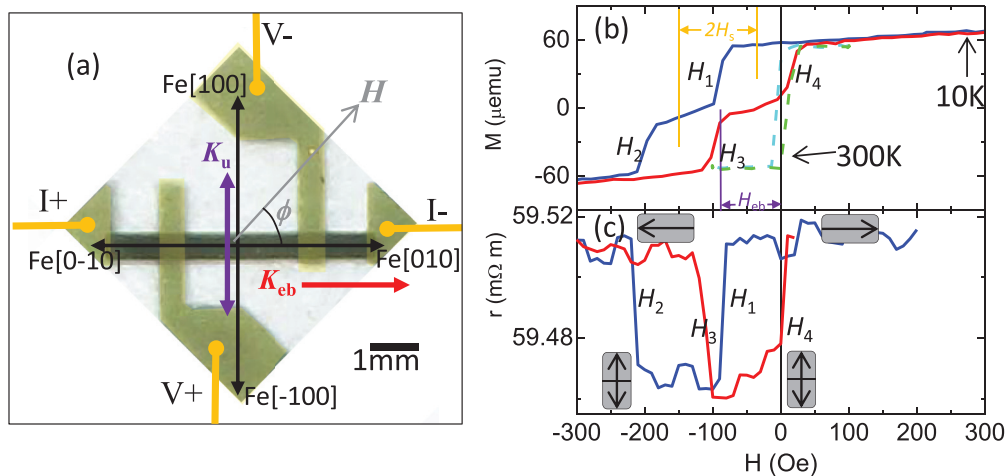 (a)
V-
Fe[100]
H
Ku
ϕ
I+
I-
Fe[0-10]
Fe[010]
Keb
1mm
V+
Fe[-100]
(b)
2Hs
H1
H4
10K
H2
H3
300K
Heb
M (μemu)
60
0
-60
(c)
H2
H3
H1
H4
r (mΩ m)
59.52
59.48
-300
-200
-100
0
100
200
300
H (Oe)